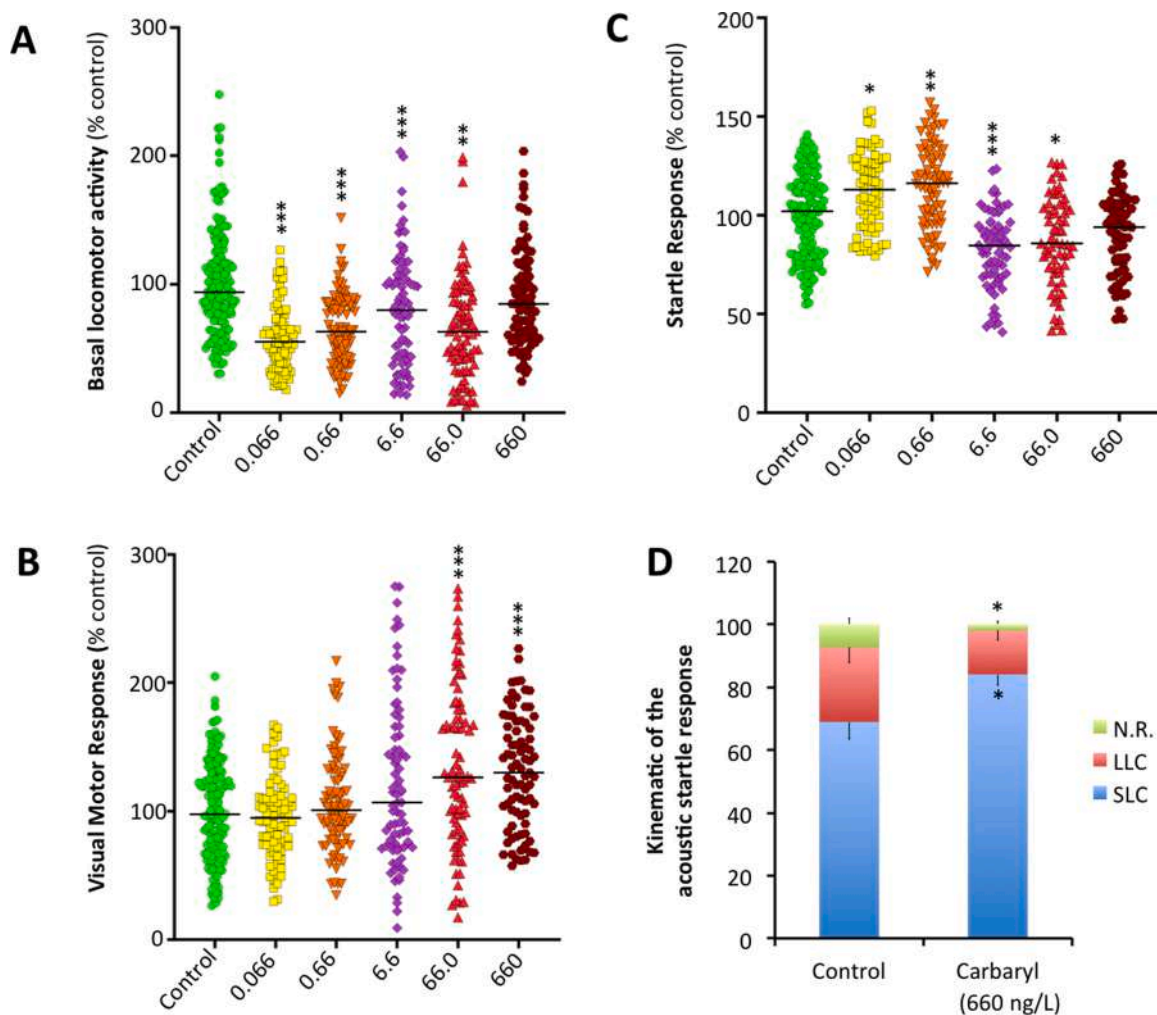 A
Basal locomotor activity (% control)
300
200
100
0
***
***
***
**
Control
0.066
0.66
6.6
66.0
660
B
Visual Motor Response (% control)
300
200
100
0
***
***
Control
0.066
0.66
6.6
66.0
660
C
Startle Response (% control)
200
150
100
50
0
*
**
***
*
Control
0.066
0.66
6.6
66.0
660
D
Kinematic of the
acoustic startle response
120
100
80
60
40
20
0
*
*
Control
Carbaryl
(660 ng/L)
N.R.
LLC
SLC